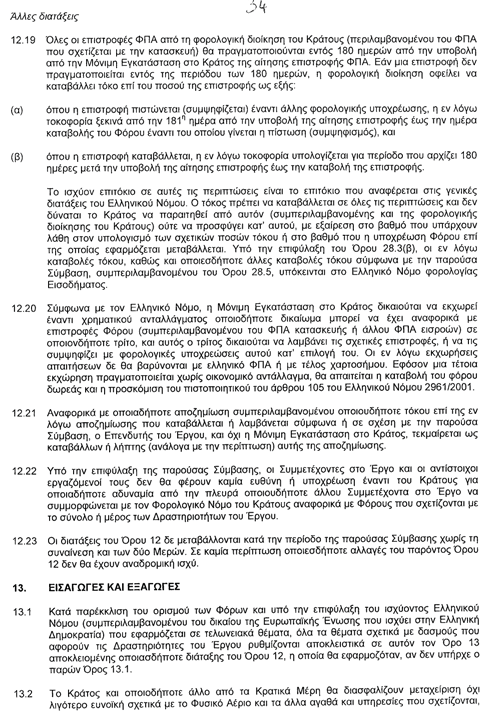 34
Άλλες διατάξεις
12.19 Όλες οι επιστροφές ΦΠΑ από τη φορολογική διοίκηση του Κράτους (περιλαμβανομένου του ΦΠΑ
που σχετίζεται με την κατασκευή) θα πραγματοποιούνται εντός 180 ημερών από την υποβολή
από την Μόνιμη Εγκατάσταση στο Κράτος της αίτησης επιστροφής ΦΠΑ. Εάν μια επιστροφή δεν
πραγματοποιείται εντός της περιόδου των 180 ημερών, η φορολογική διοίκηση οφείλει να
καταβάλλει τόκο επί του ποσού της επιστροφής ως εξής:
(α) όπου η επιστροφή πιστώνεται (συμψηφίζεται) έναντι άλλης φορολογικής υποχρέωσης, η εν λόγω
τοκοφορία ξεκινά από την 181η ημέρα από την υποβολή της αίτησης επιστροφής έως την ημέρα
καταβολής του Φόρου έναντι του οποίου γίνεται η πίστωση (συμψηφισμός), και
(β) όπου η επιστροφή καταβάλλεται, η εν λόγω τοκοφορία υπολογίζεται για περίοδο που αρχίζει 180
ημέρες μετά την υποβολή της αίτησης επιστροφής έως την καταβολή της επιστροφής.
Το ισχύον επιτόκιο σε αυτές τις περιπτώσεις είναι το επιτόκιο που αναφέρεται στις γενικές
διατάξεις του Ελληνικού Νόμου. Ο τόκος πρέπει να καταβάλλεται σε όλες τις περιπτώσεις και δεν
δύναται το Κράτος να παραιτηθεί από αυτόν (συμπεριλαμβανομένης και της φορολογικής
διοίκησης του Κράτους) ούτε να προσφύγει κατ' αυτού, με εξαίρεση στο βαθμό που υπάρχουν
λάθη στον υπολογισμό των σχετικών ποσών τόκου ή στο βαθμό που η υποχρέωση Φόρου επί
της οποίας εφαρμόζεται μεταβάλλεται. Υπό την επιφύλαξη του Όρου 28.3(β), οι εν λόγω
καταβολές τόκου, καθώς και οποιεσδήποτε άλλες καταβολές τόκου σύμφωνα με την παρούσα
Σύμβαση, συμπεριλαμβανομένου του Όρου 28.5, υπόκεινται στο Ελληνικό Νόμο φορολογίας
Εισοδήματος.
12.20 Σύμφωνα με τον Ελληνικό Νόμο, η Μόνιμη Εγκατάσταση στο Κράτος δικαιούται να εκχωρεί
έναντι χρηματικού ανταλλάγματος οποιοδήποτε δικαίωμα μπορεί να έχει αναφορικά με
επιστροφές Φόρου (συμπεριλαμβανομένου του ΦΠΑ κατασκευής ή άλλου ΦΠΑ εισροών) σε
οποιονδήποτε τρίτο, και αυτός ο τρίτος δικαιούται να λαμβάνει τις σχετικές επιστροφές, ή να τις
συμψηφίζει με φορολογικές υποχρεώσεις αυτού κατ' επιλογή του. Οι εν λόγω εκχωρήσεις
απαιτήσεων δε θα βαρύνονται με ελληνικό ΦΠΑ ή με τέλος χαρτοσήμου. Εφόσον μια τέτοια
εκχώρηση πραγματοποιείται χωρίς οικονομικό αντάλλαγμα, θα απαιτείται η καταβολή του φόρου
δωρεάς και η προσκόμιση του πιστοποιητικού του άρθρου 105 του Ελληνικού Νόμου 2961/2001.
12.21 Αναφορικά με οποιαδήποτε αποζημίωση συμπεριλαμβανομένου οποιουδήποτε τόκου επί της εν
λόγω αποζημίωσης που καταβάλλεται ή λαμβάνεται σύμφωνα ή σε σχέση με την παρούσα
Σύμβαση, ο Επενδυτής του Έργου, και όχι η Μόνιμη Εγκατάσταση στο Κράτος, τεκμαίρεται ως
καταβάλλων ή λήπτης (ανάλογα με την περίπτωση) αυτής της αποζημίωσης.
12.22 Υπό την επιφύλαξη της παρούσας Σύμβασης, οι Συμμετέχοντες στο Έργο και οι αντίστοιχοι
εργαζόμενοί τους δεν θα φέρουν καμία ευθύνη ή υποχρέωση έναντι του Κράτους για
οποιαδήποτε αδυναμία από την πλευρά οποιουδήποτε άλλου Συμμετέχοντα στο Έργο να
συμμορφώνεται με τον Φορολογικό Νόμο του Κράτους αναφορικά με Φόρους που σχετίζονται με
το σύνολο ή μέρος των Δραστηριοτήτων του Έργου.
12.23 Οι διατάξεις του Όρου 12 δε μεταβάλλονται κατά την περίοδο της παρούσας Σύμβασης χωρίς τη
συναίνεση και των δύο Μερών. Σε καμία περίπτωση οποιεσδήποτε αλλαγές του παρόντος Όρου
12 δεν θα έχουν αναδρομική ισχύ.
13. ΕΙΣΑΓΩΓΕΣ ΚΑΙ ΕΞΑΓΩΓΕΣ
13.1 Κατά παρέκκλιση του ορισμού των Φόρων και υπό την επιφύλαξη του ισχύοντος Ελληνικού
Νόμου (συμπεριλαμβανομένου του δικαίου της Ευρωπαϊκής Ένωσης που ισχύει στην Ελληνική
Δημοκρατία) που εφαρμόζεται σε τελωνειακά θέματα, όλα τα θέματα σχετικά με δασμούς που
αφορούν τις Δραστηριότητες του Έργου ρυθμίζονται αποκλειστικά σε αυτόν τον Όρο 13
αποκλειομένης οποιασδήποτε διάταξης του Όρου 12, η οποία θα εφαρμοζόταν, αν δεν υπήρχε ο
παρών Όρος 13.1.
13.2 Το Κράτος και οποιοδήποτε άλλο από τα Κρατικά Μέρη θα διασφαλίζουν μεταχείριση όχι
λιγότερο ευνοϊκή σχετικά με το Φυσικό Αέριο και τα άλλα αγαθά και υπηρεσίες που σχετίζονται,